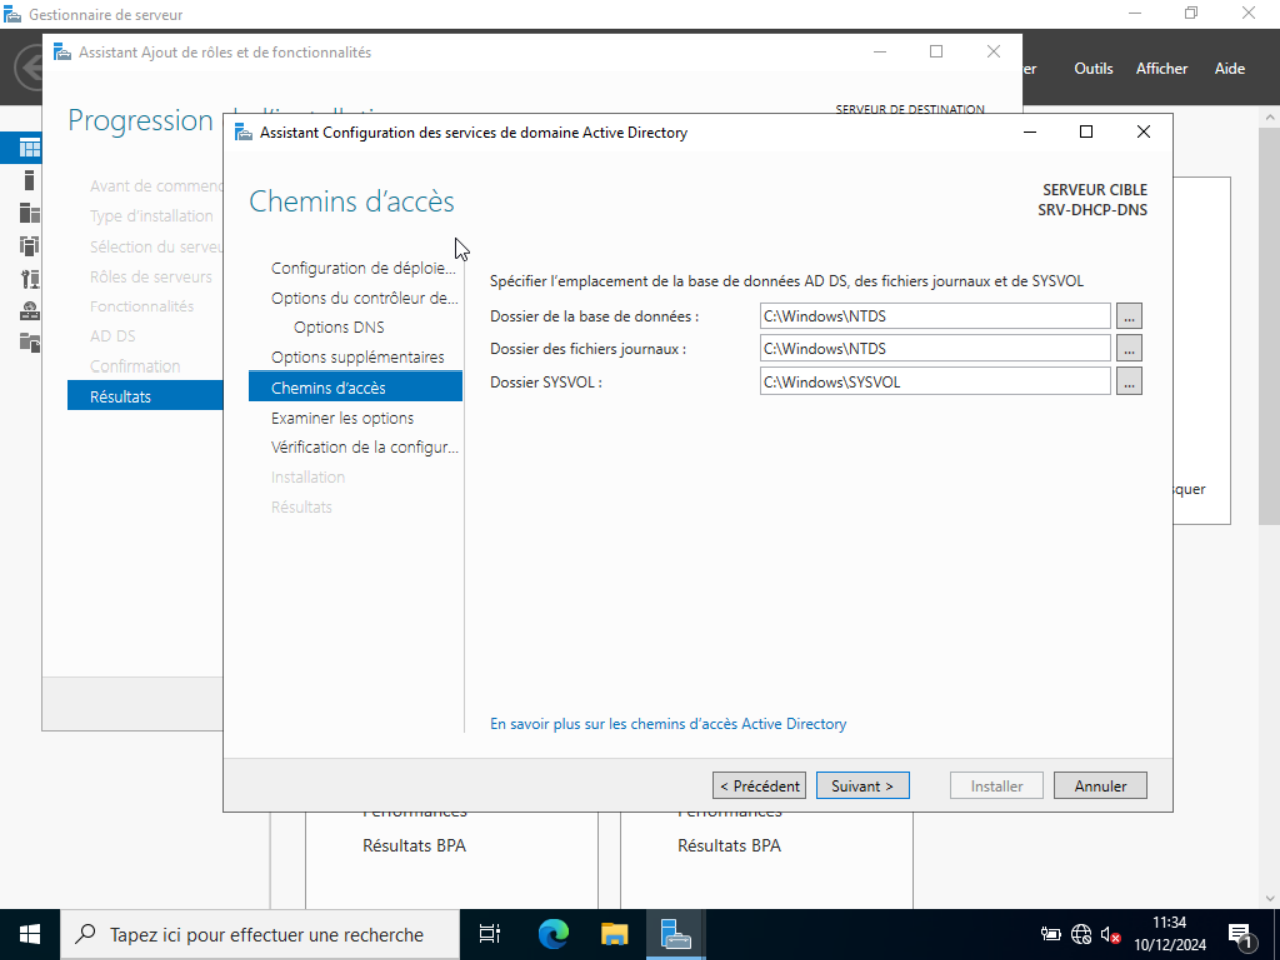 Gestionnaire de serveur
Assistant Ajout de rôles et de fonctionnalités
Outils
Afficher
Aide
Progression
SERVEUR DE DESTINATION
Assistant Configuration des services de domaine Active Directory
Chemins d’accès
SERVEUR CIBLE
SRV-DHCP-DNS
Avant de commenc
Type d’installation
Sélection du serveu
Rôles de serveurs
Fonctionnalités
AD DS
Confirmation
Résultats
Configuration de déploie...
Options du contrôleur de...
Options DNS
Options supplémentaires
Chemins d’accès
Examiner les options
Vérification de la configur...
Installation
Résultats
Spécifier l’emplacement de la base de données AD DS, des fichiers journaux et de SYSVOL
Dossier de la base de données :
C:\Windows\NTDS
...
Dossier des fichiers journaux :
C:\Windows\NTDS
...
Dossier SYSVOL :
C:\Windows\SYSVOL
...
squer
En savoir plus sur les chemins d’accès Active Directory
< Précédent
Suivant >
Installer
Annuler
Performances
Performances
Résultats BPA
Résultats BPA
Tapez ici pour effectuer une recherche
11:34
10/12/2024
1